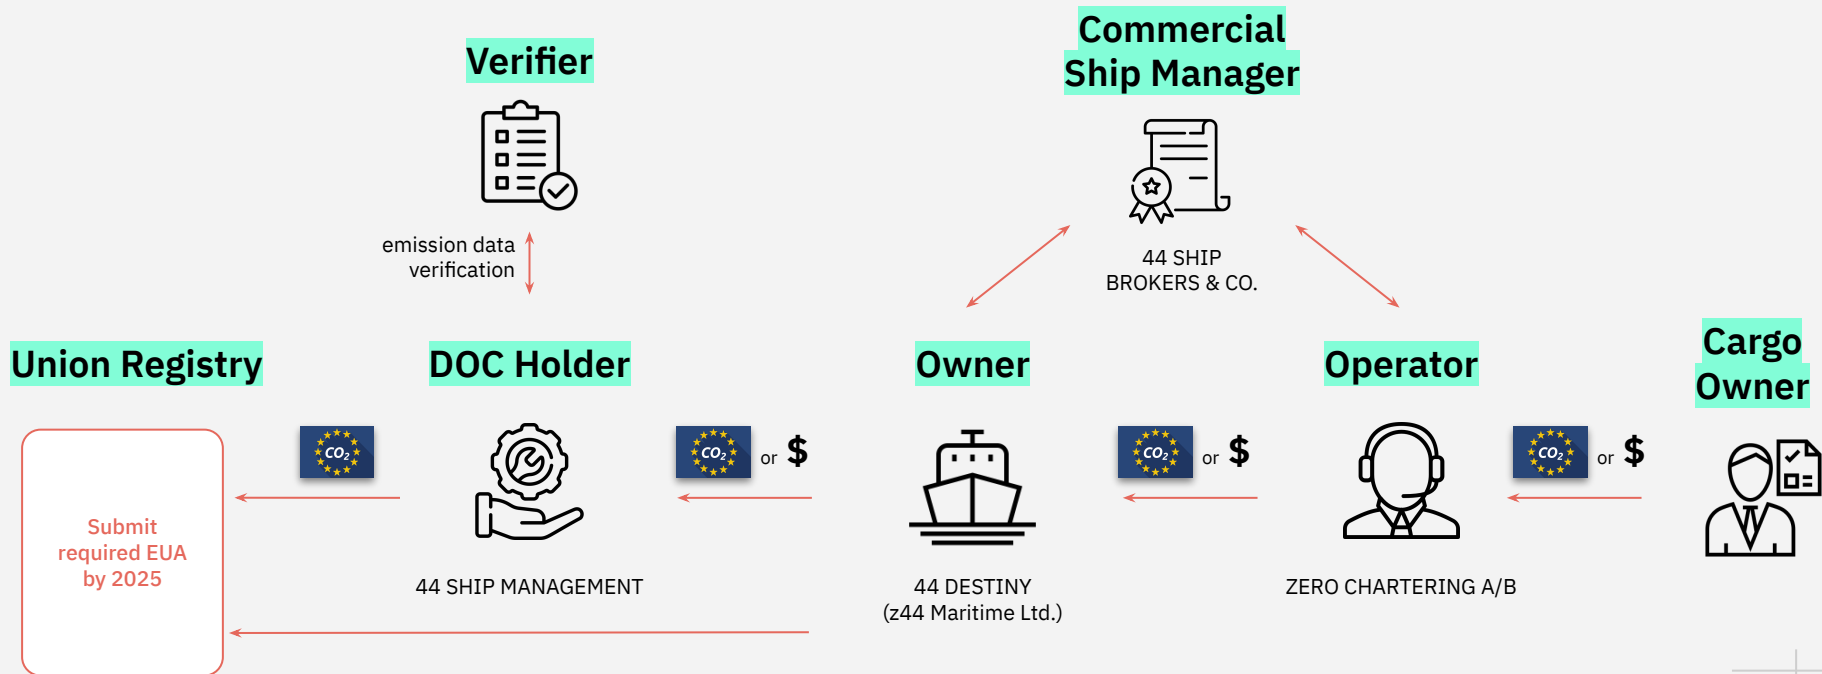 Verifier
emission data
verification
Commercial
Ship Manager
44 SHIP
BROKERS & CO.
Union Registry
Submit
required EUA
by 2025
CO₂
DOC Holder
44 SHIP MANAGEMENT
CO₂ or $
Owner
44 DESTINY
(z44 Maritime Ltd.)
CO₂ or $
Operator
ZERO CHARTERING A/B
CO₂ or $
Cargo
Owner